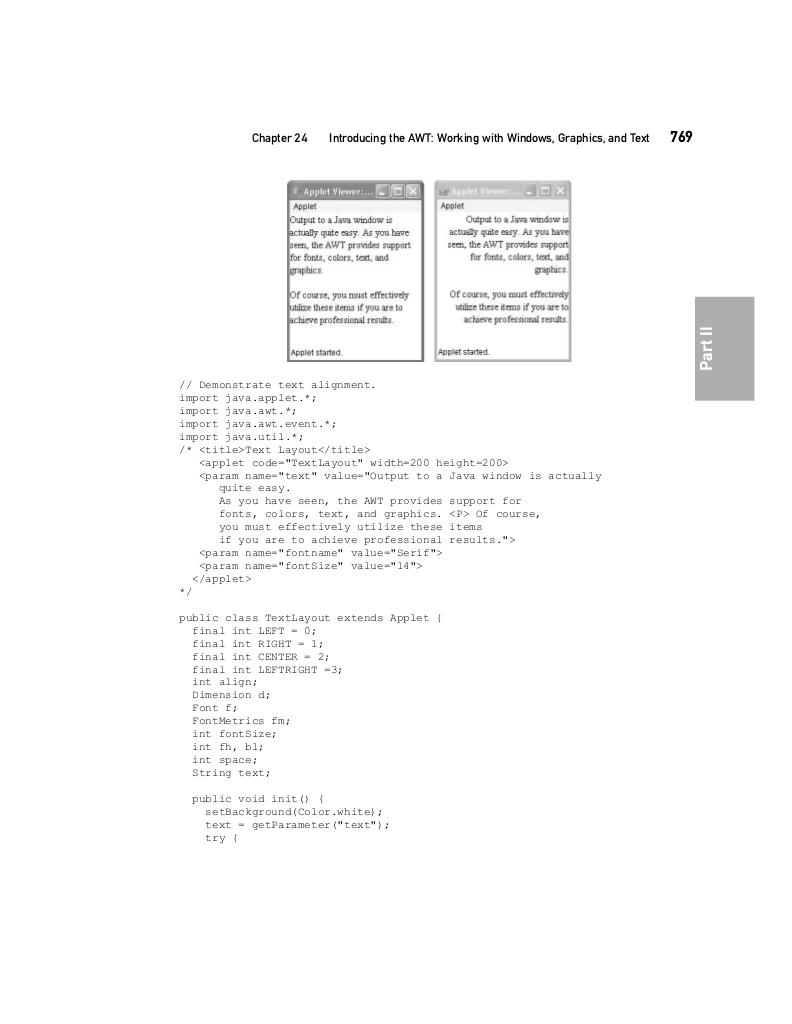 Chapter 24 Introducing the AWT: Working with Windows, Graphics, and Text 769
Applet Viewer:...
Applet
Output to a Java window is
actually quite easy. As you have
seen, the AWT provides support
for fonts, colors, text, and
graphics.
Of course, you must effectively
utilize these items if you are to
achieve professional results.
Applet started.
Applet Viewer:...
Applet
Output to a Java window is
actually quite easy. As you have
seen, the AWT provides support
for fonts, colors, text, and
graphics.
Of course, you must effectively
utilize these items if you are to
achieve professional results.
Applet started.
Part II
// Demonstrate text alignment.
import java.applet.*;
import java.awt.*;
import java.awt.event.*;
import java.util.*;
/* <title>Text Layout</title>
   <applet code="TextLayout" width=200 height=200>
   <param name="text" value="Output to a Java window is actually
      quite easy.
      As you have seen, the AWT provides support for
      fonts, colors, text, and graphics. <P> Of course,
      you must effectively utilize these items
      if you are to achieve professional results.">
   <param name="fontname" value="Serif">
   <param name="fontSize" value="14">
  </applet>
*/
public class TextLayout extends Applet {
  final int LEFT = 0;
  final int RIGHT = 1;
  final int CENTER = 2;
  final int LEFTRIGHT =3;
  int align;
  Dimension d;
  Font f;
  FontMetrics fm;
  int fontSize;
  int fh, bl;
  int space;
  String text;
  public void init() {
    setBackground(Color.white);
    text = getParameter("text");
    try {